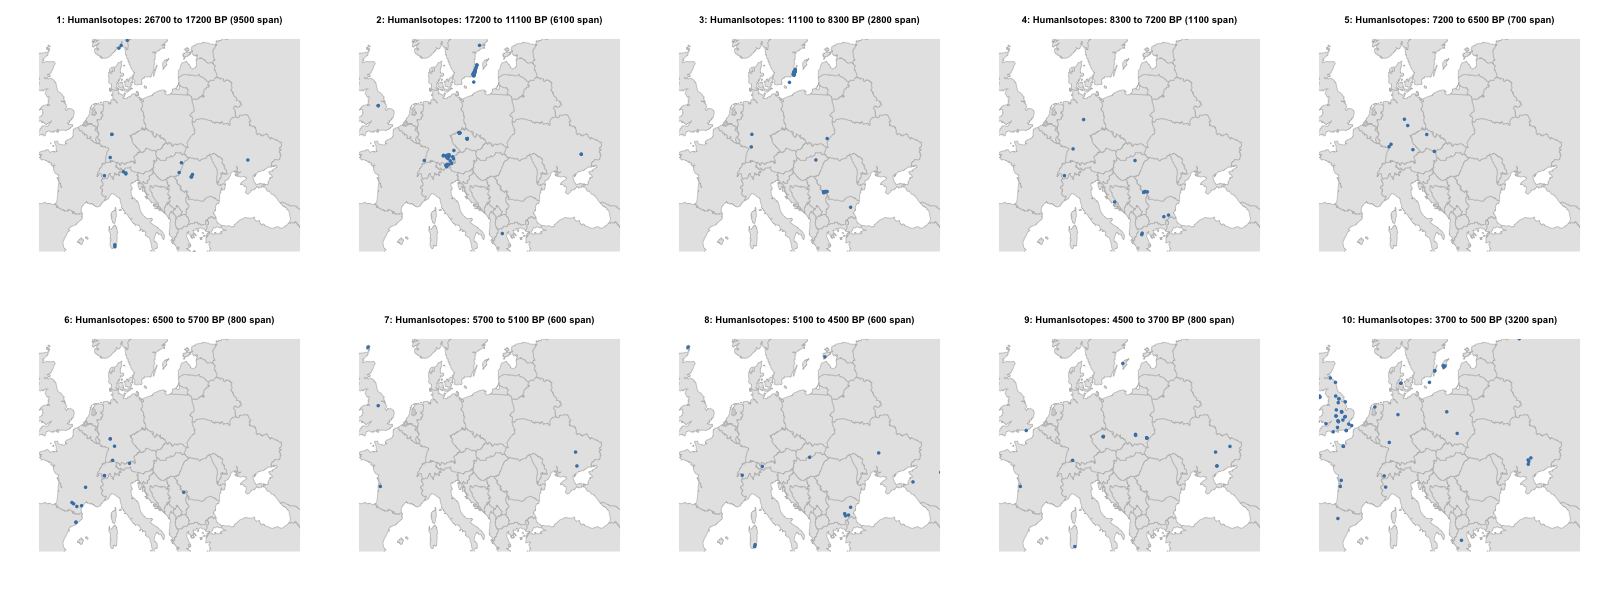 1: HumanIsotopes: 26700 to 17200 BP (9500 span)
2: HumanIsotopes: 17200 to 11100 BP (6100 span)
3: HumanIsotopes: 11100 to 8300 BP (2800 span)
4: HumanIsotopes: 8300 to 7200 BP (1100 span)
5: HumanIsotopes: 7200 to 6500 BP (700 span)
6: HumanIsotopes: 6500 to 5700 BP (800 span)
7: HumanIsotopes: 5700 to 5100 BP (600 span)
8: HumanIsotopes: 5100 to 4500 BP (600 span)
9: HumanIsotopes: 4500 to 3700 BP (800 span)
10: HumanIsotopes: 3700 to 500 BP (3200 span)